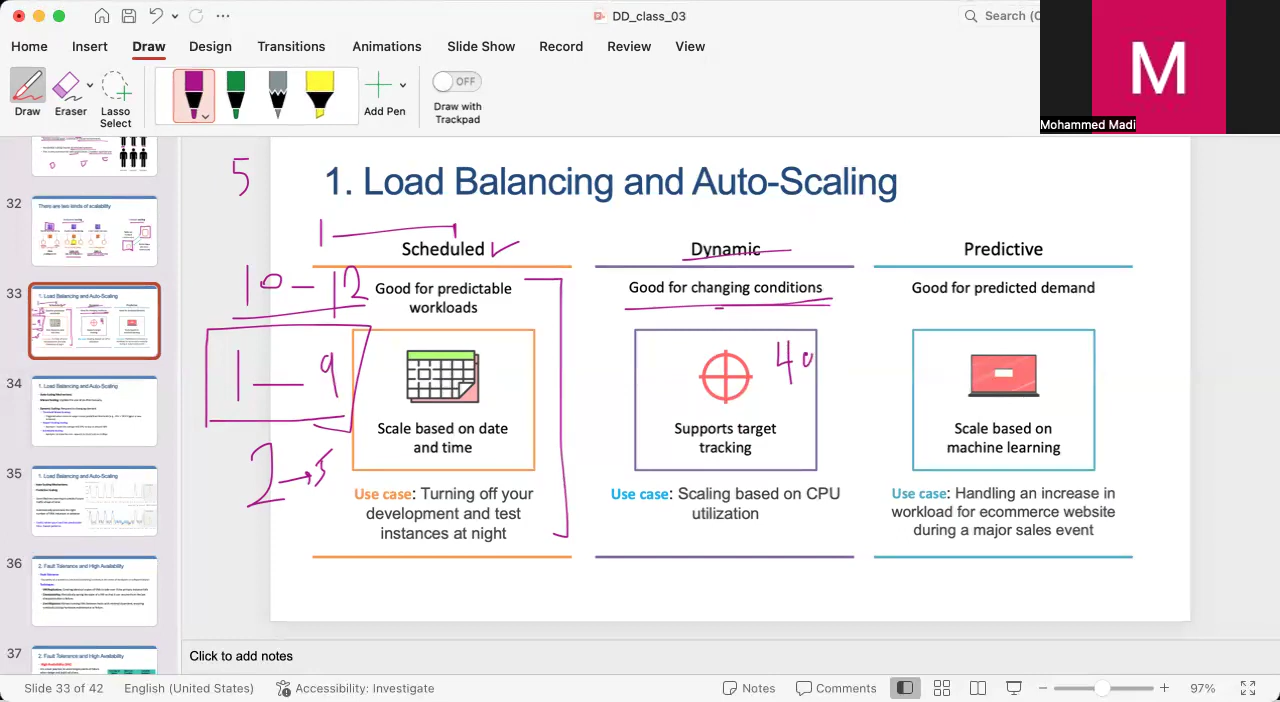 DD_class_03
Search (C
Home Insert Draw Design Transitions Animations Slide Show Record Review View
Draw
Eraser
Lasso
Select
Add Pen
OFF
Draw with
Trackpad
M
Mohammed Madi
32
There are two kinds of scalability
33
1. Load Balancing and Auto-Scaling
34
1. Load Balancing and Auto-Scaling
35
1. Load Balancing and Auto-Scaling
36
2. Fault Tolerance and High Availability
37
2. Fault Tolerance and High Availability
5
1. Load Balancing and Auto-Scaling
1
Scheduled
10 - 12
Good for predictable
workloads
1 - 9
Scale based on date
and time
2 → 5
Use case: Turning off your
development and test
instances at night
Dynamic
Good for changing conditions
40
Supports target
tracking
Use case: Scaling based on CPU
utilization
Predictive
Good for predicted demand
Scale based on
machine learning
Use case: Handling an increase in
workload for ecommerce website
during a major sales event
Click to add notes
Slide 33 of 42 English (United States) Accessibility: Investigate Notes Comments 97%